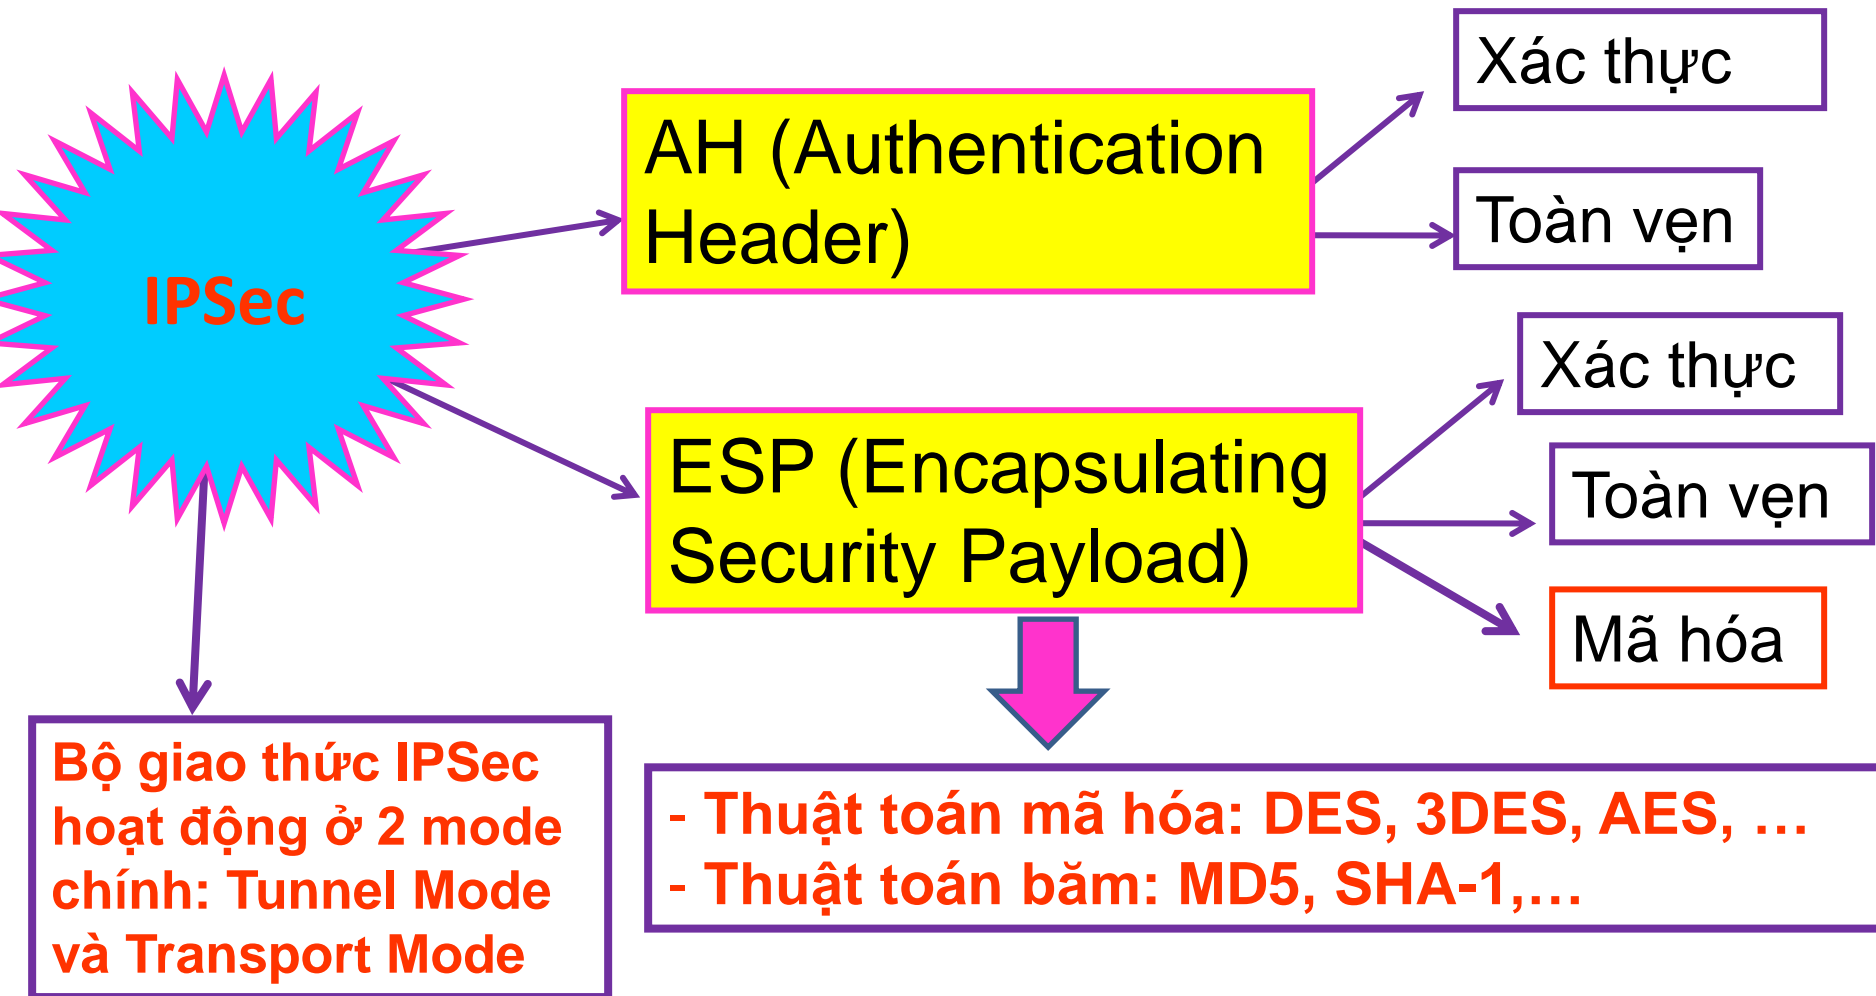 IPSec
AH (Authentication
Header)
Xác thực
Toàn vẹn
ESP (Encapsulating
Security Payload)
Xác thực
Toàn vẹn
Mã hóa
Bộ giao thức IPSec
hoạt động ở 2 mode
chính: Tunnel Mode
và Transport Mode
- Thuật toán mã hóa: DES, 3DES, AES, …
- Thuật toán băm: MD5, SHA-1,…